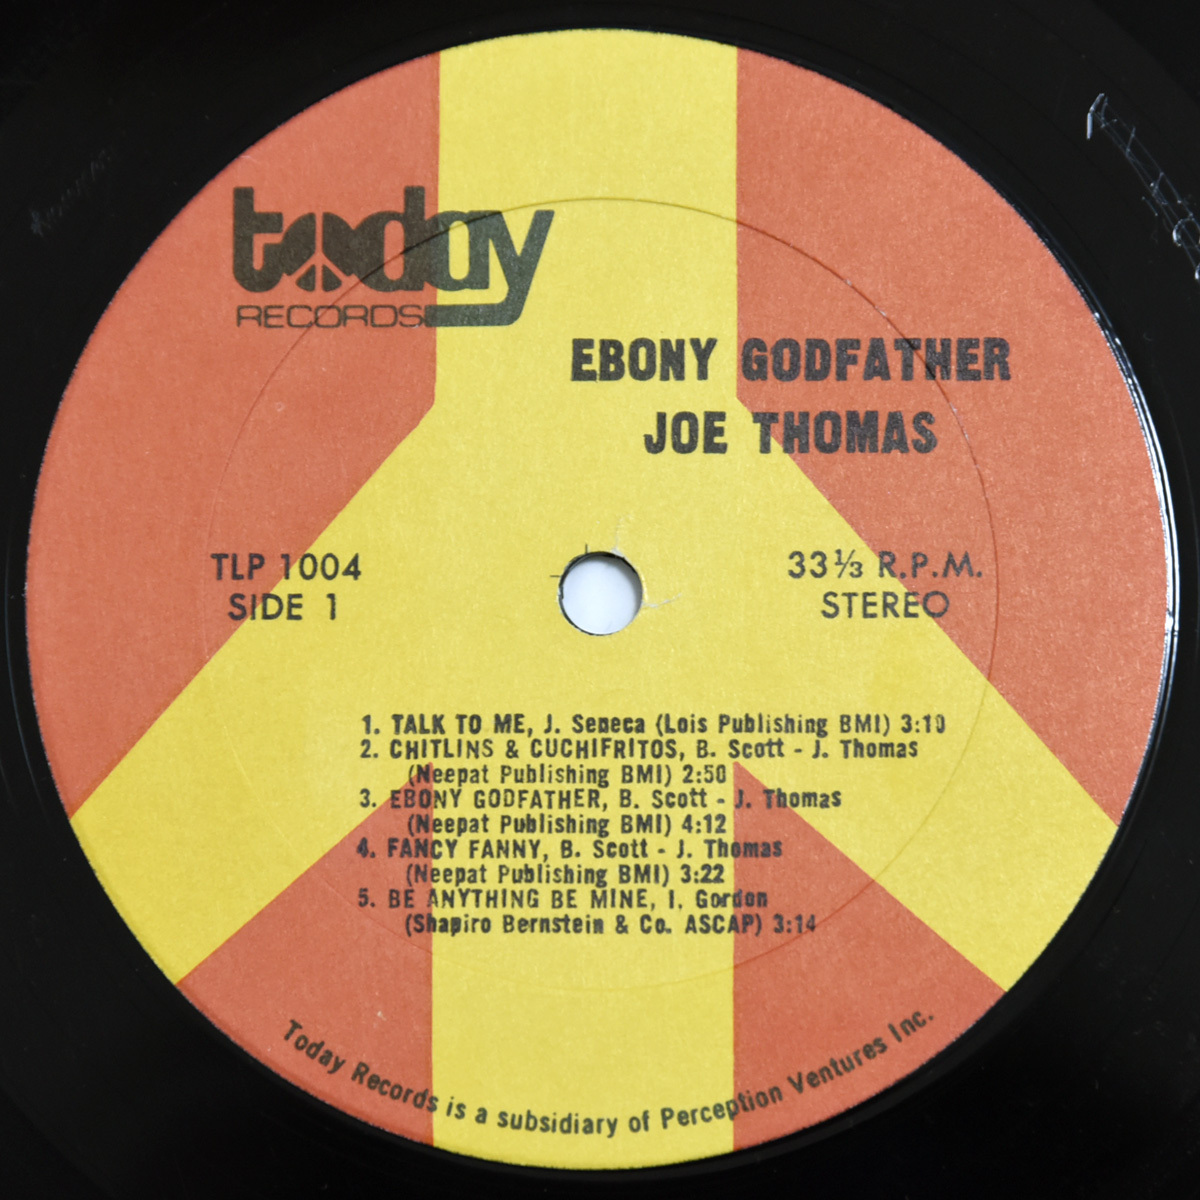 today
RECORDS
EBONY GODFATHER
JOE THOMAS
TLP 1004
SIDE 1
33⅓ R.P.M.
STEREO
1. TALK TO ME, J. Seneca (Lois Publishing BMI) 3:10
2. CHITLINS & CUCHIFRITOS, B. Scott - J. Thomas
(Neepat Publishing BMI) 2:50
3. EBONY GODFATHER, B. Scott - J. Thomas
(Neepat Publishing BMI) 4:12
4. FANCY FANNY, B. Scott - J. Thomas
(Neepat Publishing BMI) 3:22
5. BE ANYTHING BE MINE, I. Gordon
(Shapiro Bernstein & Co. ASCAP) 3:14
Today Records is a subsidiary of Perception Ventures Inc.